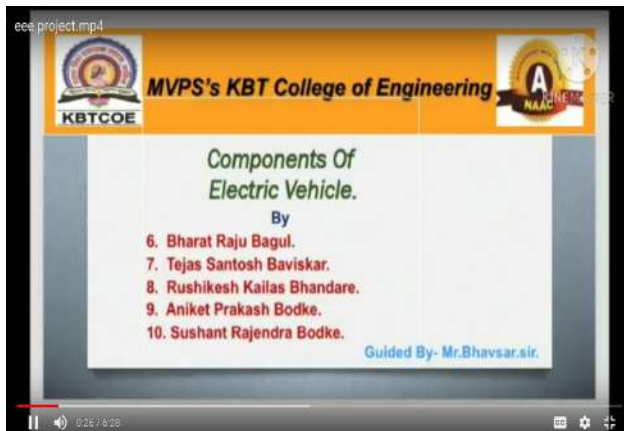 eee project.mp4
MVPS's KBT College of Engineering
KBTCOE
A
NAAC
Components Of
Electric Vehicle.
By
6. Bharat Raju Bagul.
7. Tejas Santosh Baviskar.
8. Rushikesh Kailas Bhandare.
9. Aniket Prakash Bodke.
10. Sushant Rajendra Bodke.
Guided By- Mr.Bhavsar.sir.
0:26 / 6:28